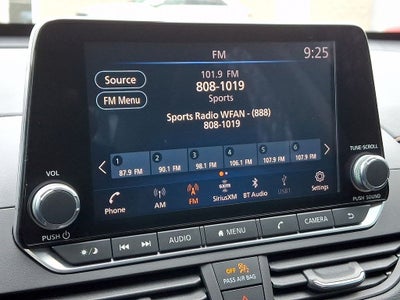 FM
9:25
Source
101.9 FM
808-1019
FM Menu
Sports
Sports Radio WFAN - (888)
808-1019
1 2 3 4 5 6
87.9 FM 90.1 FM 98.1 FM 106.1 FM 107.9 FM 107.9 FM
Phone AM FM SiriusXM BT Audio USB1 Settings
VOL
PUSH
TUNE-SCROLL
PUSH SOUND
AUDIO MENU CAMERA
OFF
PASS AIR BAG